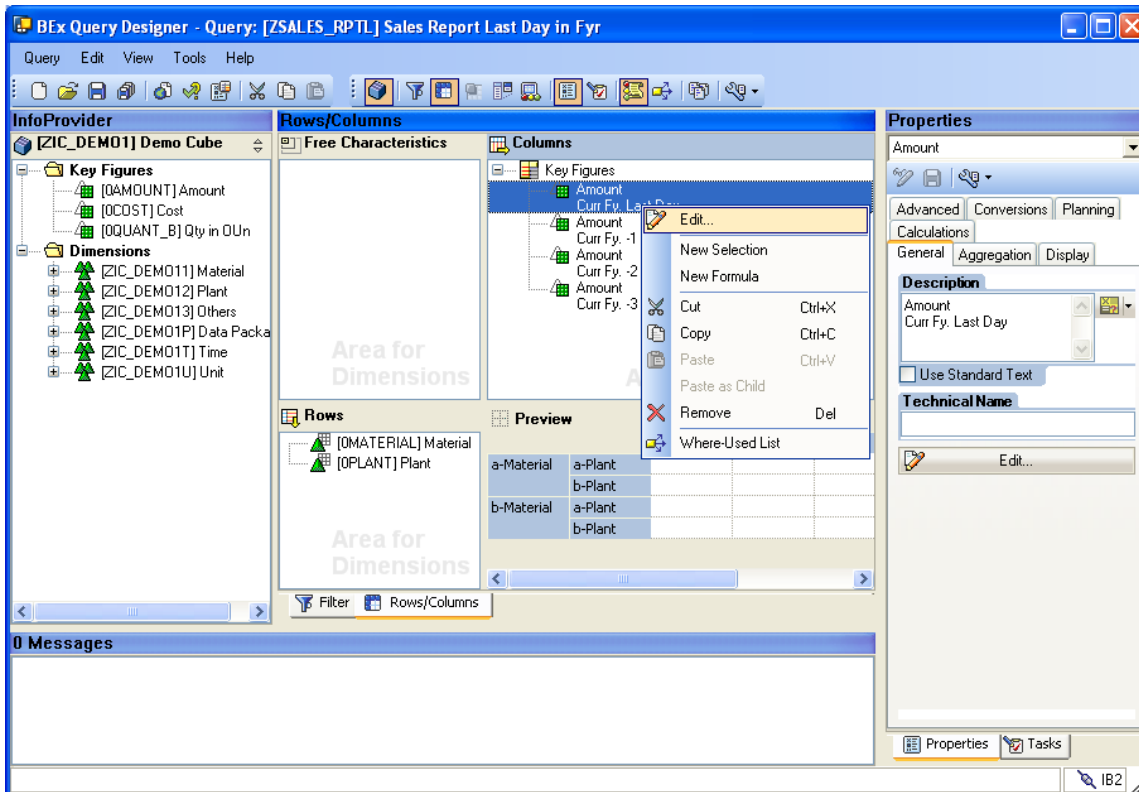 BEx Query Designer - Query: [ZSALES_RPTL] Sales Report Last Day in Fyr
Query Edit View Tools Help
InfoProvider
[ZIC_DEMO1] Demo Cube
Key Figures
[0AMOUNT] Amount
[0COST] Cost
[0QUANT_B] Qty in OUn
Dimensions
[ZIC_DEMO11] Material
[ZIC_DEMO12] Plant
[ZIC_DEMO13] Others
[ZIC_DEMO1P] Data Packa
[ZIC_DEMO1T] Time
[ZIC_DEMO1U] Unit
Rows/Columns
Free Characteristics
Area for
Dimensions
Columns
Key Figures
Amount
Curr Fy. Last Day
Amount
Curr Fy. -1
Amount
Curr Fy. -2
Amount
Curr Fy. -3
A
Edit...
New Selection
New Formula
Cut Ctrl+X
Copy Ctrl+C
Paste Ctrl+V
Paste as Child
Remove Del
Where-Used List
Rows
[0MATERIAL] Material
[0PLANT] Plant
Area for
Dimensions
Preview
a-Material a-Plant
b-Plant
b-Material a-Plant
b-Plant
Filter Rows/Columns
Properties
Amount
Advanced Conversions Planning
Calculations
General Aggregation Display
Description
Amount
Curr Fy. Last Day
Use Standard Text
Technical Name
Edit...
Properties Tasks
0 Messages
IB2